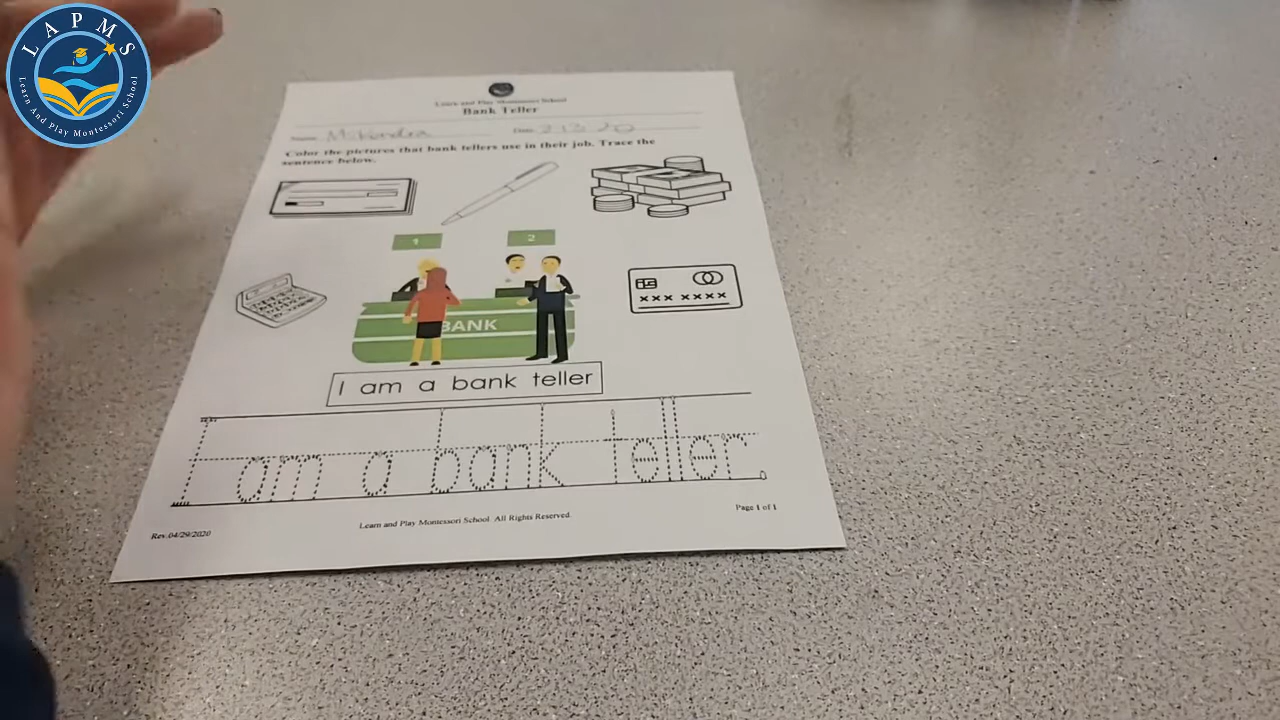 LAPMS
Learn And Play Montessori School
Learn and Play Montessori School
Bank Teller
Name Date
Color the pictures that bank tellers use in their job. Trace the
sentence below.
1 2
XXX XXXX
BANK
I am a bank teller
I am a bank teller.
Learn and Play Montessori School. All Rights Reserved.
Rev.04/29/2020
Page 1 of 1